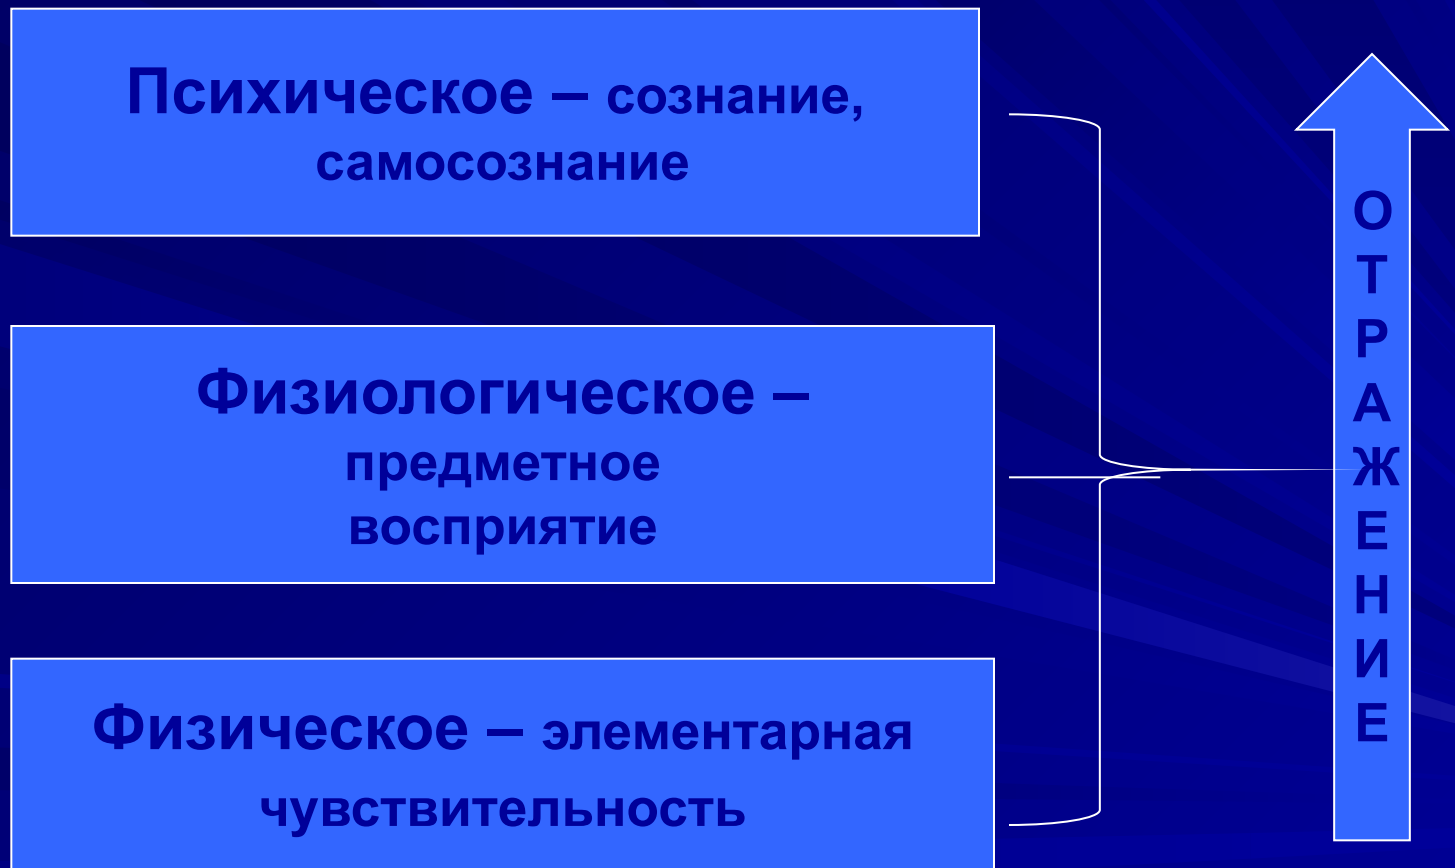 Психическое – сознание,
самосознание
Физиологическое –
предметное
восприятие
Физическое – элементарная
чувствительность
О
Т
Р
А
Ж
Е
Н
И
Е